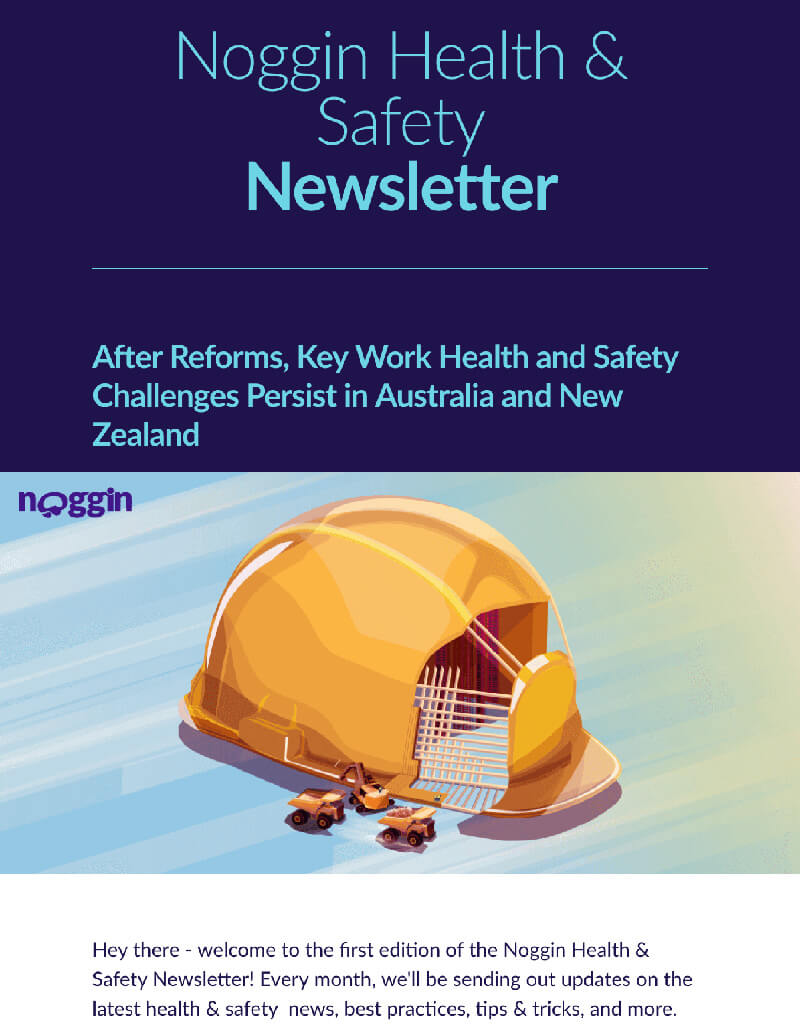 Noggin Health &
Safety
Newsletter
After Reforms, Key Work Health and Safety
Challenges Persist in Australia and New
Zealand
noggin
Hey there - welcome to the first edition of the Noggin Health &
Safety Newsletter! Every month, we'll be sending out updates on the
latest health & safety  news, best practices, tips & tricks, and more.